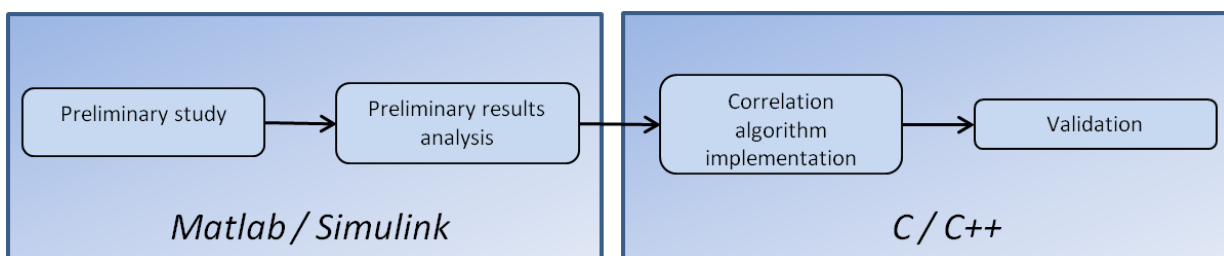 Preliminary study
Preliminary results
analysis
Correlation
algorithm
implementation
Validation
Matlab / Simulink
C / C++